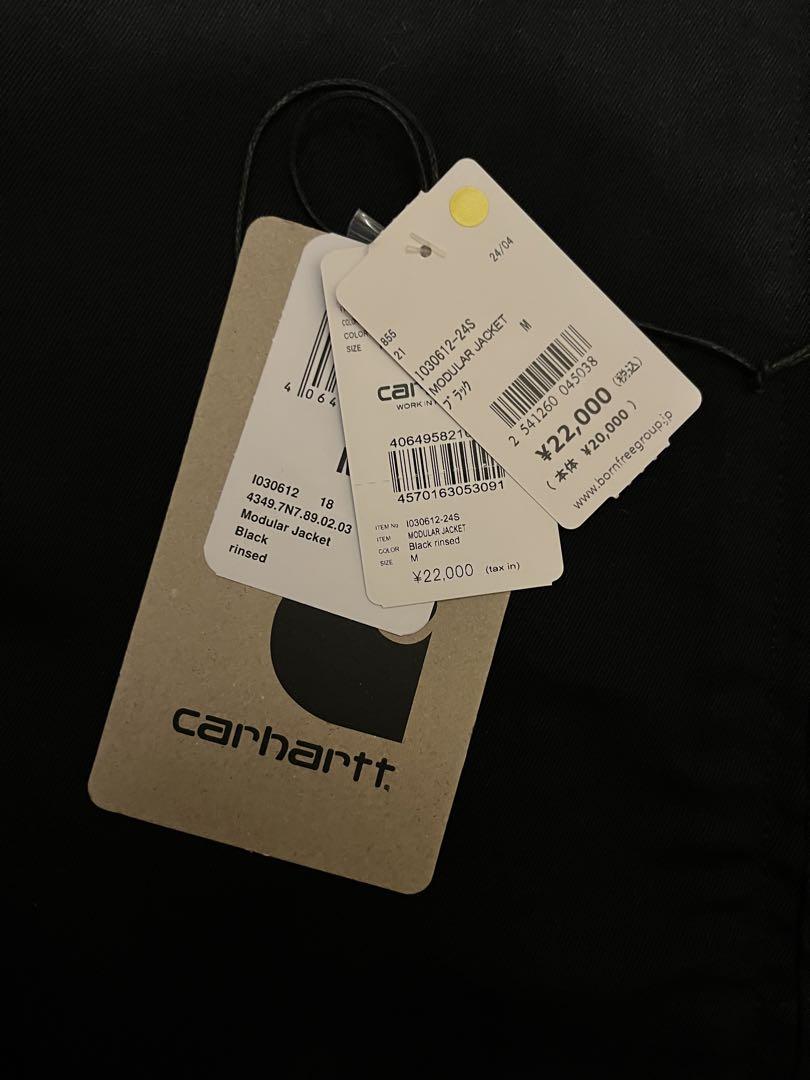 24/04
855
21
I030612-24S
MODULAR JACKET
M
ブラック
2 541260 045038
¥22,000 (税込)
( 本体 ¥20,000 )
www.bornfreegroup.jp
COLOR
SIZE
WORK IN
4570163053091
ITEM No I030612-24S
ITEM MODULAR JACKET
COLOR Black rinsed
SIZE M
¥22,000 (tax in)
I030612 18
4349.7N7.89.02.03
Modular Jacket
Black
rinsed
carhartt